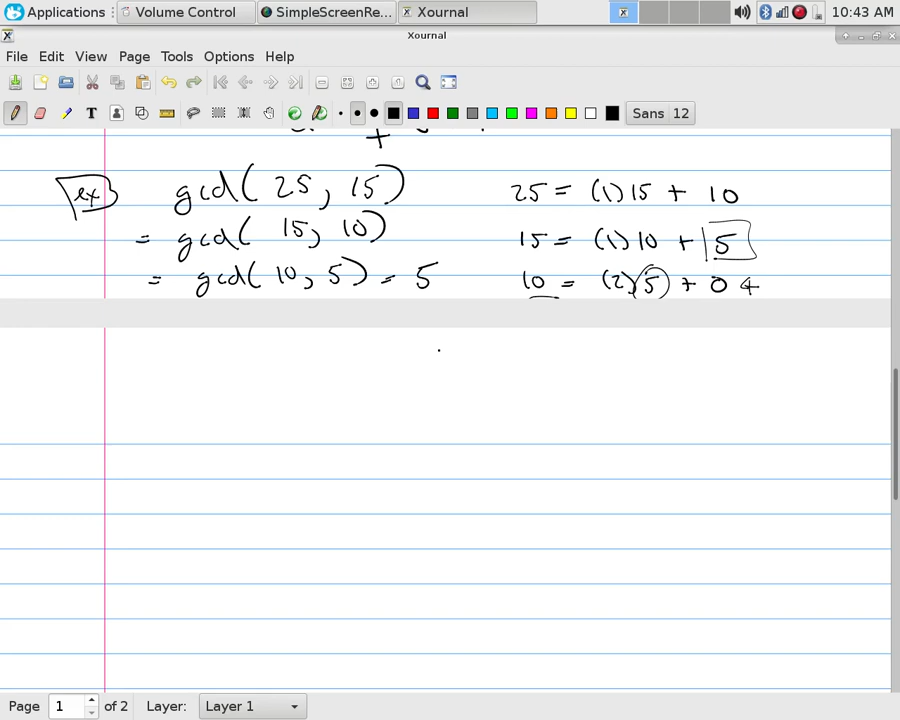 Applications Volume Control SimpleScreenRe... Xournal 10:43 AM
Xournal
File Edit View Page Tools Options Help
Sans 12
ex gcd( 25, 15) 25 = (1) 15 + 10
= gcd( 15, 10) 15 = (1) 10 + 5
= gcd( 10, 5) = 5 10 = (2)(5) + 0 ←
Page 1 of 2 Layer: Layer 1